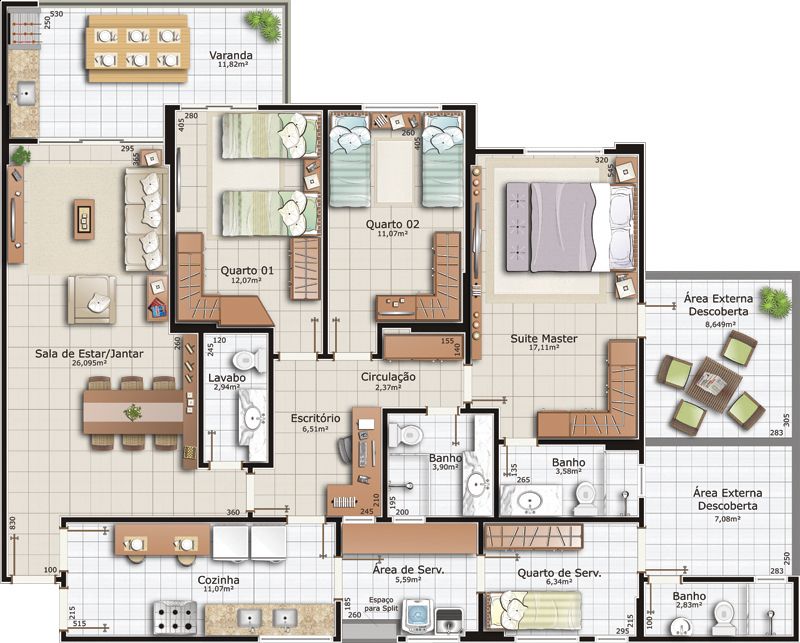 530
250
Varanda
11,82m²
295
365
280
405
260
405
320
545
Quarto 02
11,07m²
Quarto 01
12,07m²
Área Externa
Descoberta
8,649m²
Suite Master
17,11m²
Sala de Estar/Jantar
26,095m²
260
245
120
Lavabo
2,94m²
155
140
Circulação
2,37m²
Escritório
6,51m²
305
283
Banho
3,90m²
135
Banho
3,58m²
265
195
200
210
245
360
Área Externa
Descoberta
7,08m²
830
100
250
283
Cozinha
11,07m²
Área de Serv.
5,59m²
Quarto de Serv.
6,34m²
Espaço
para Split
185
260
215
515
215
295
100
Banho
2,83m²